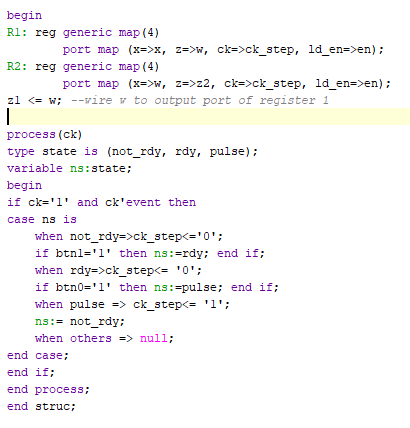 begin
R1: reg generic map(4)
        port map (x=>x, z=>w, ck=>ck_step, ld_en=>en);
R2: reg generic map(4)
        port map (x=>w, z=>z2, ck=>ck_step, ld_en=>en);
z1 <= w; --wire w to output port of register 1
process(ck)
type state is (not_rdy, rdy, pulse);
variable ns:state;
begin
if ck='1' and ck'event then
case ns is
    when not_rdy=>ck_step<='0';
    if btn1='1' then ns:=rdy; end if;
    when rdy=>ck_step<= '0';
    if btn0='1' then ns:=pulse; end if;
    when pulse => ck_step<= '1';
    ns:= not_rdy;
    when others => null;
end case;
end if;
end process;
end struc;